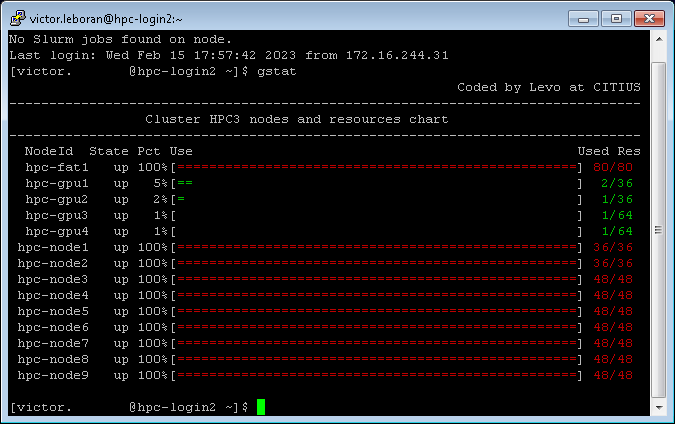 victor.leboran@hpc-login2:~
No Slurm jobs found on node.
Last login: Wed Feb 15 17:57:42 2023 from 172.16.244.31
[victor.       @hpc-login2 ~]$ gstat
                                                        Coded by Levo at CITIUS
-------------------------------------------------------------------------------
                 Cluster HPC3 nodes and resources chart
-------------------------------------------------------------------------------
  NodeId  State Pct Use                                                Used Res
  hpc-fat1   up 100%[==================================================] 80/80
  hpc-gpu1   up   5%[==                                                ]  2/36
  hpc-gpu2   up   2%[=                                                 ]  1/36
  hpc-gpu3   up   1%[                                                  ]  1/64
  hpc-gpu4   up   1%[                                                  ]  1/64
 hpc-node1   up 100%[==================================================] 36/36
 hpc-node2   up 100%[==================================================] 36/36
 hpc-node3   up 100%[==================================================] 48/48
 hpc-node4   up 100%[==================================================] 48/48
 hpc-node5   up 100%[==================================================] 48/48
 hpc-node6   up 100%[==================================================] 48/48
 hpc-node7   up 100%[==================================================] 48/48
 hpc-node8   up 100%[==================================================] 48/48
 hpc-node9   up 100%[==================================================] 48/48
[victor.       @hpc-login2 ~]$